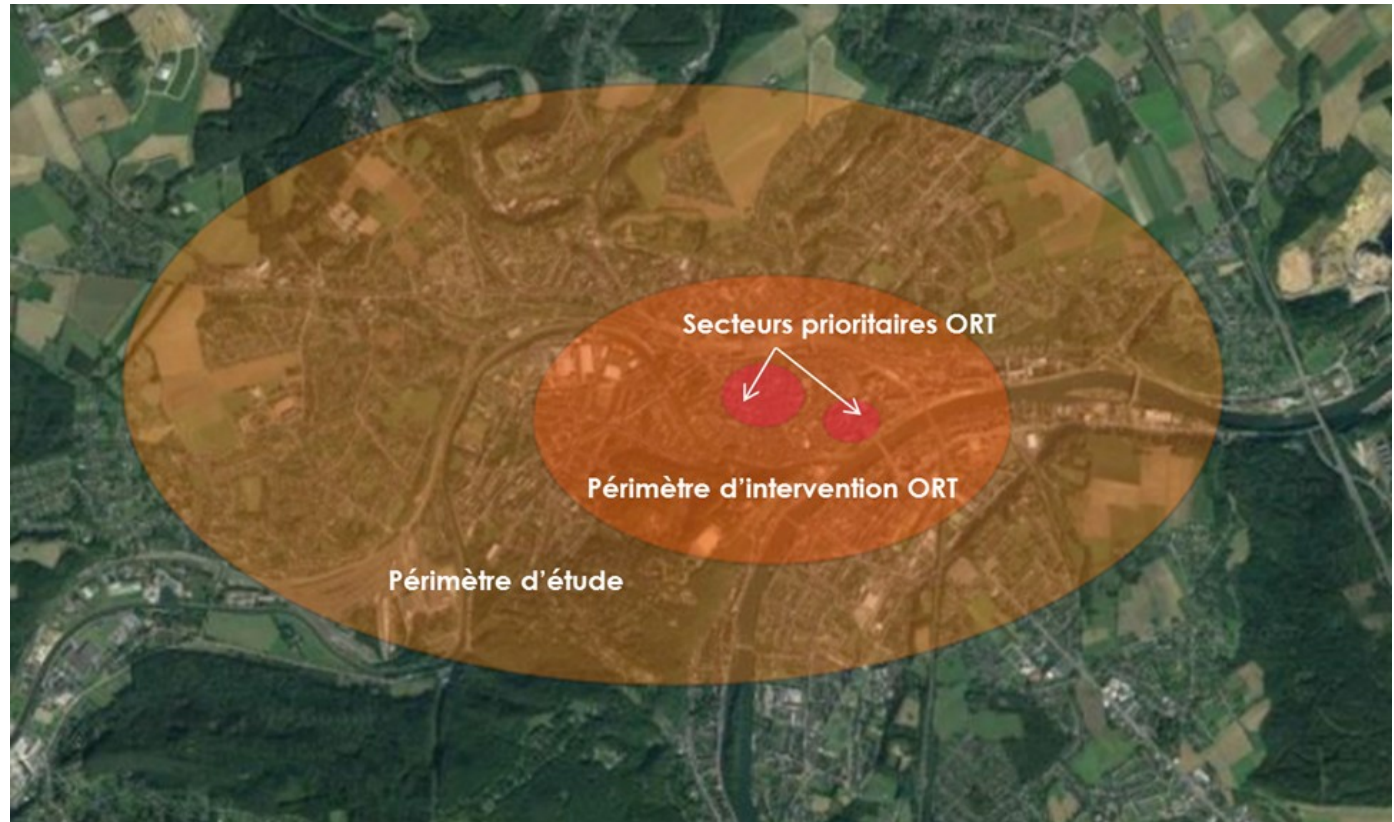 Secteurs prioritaires ORT
Périmètre d’intervention ORT
Périmètre d’étude